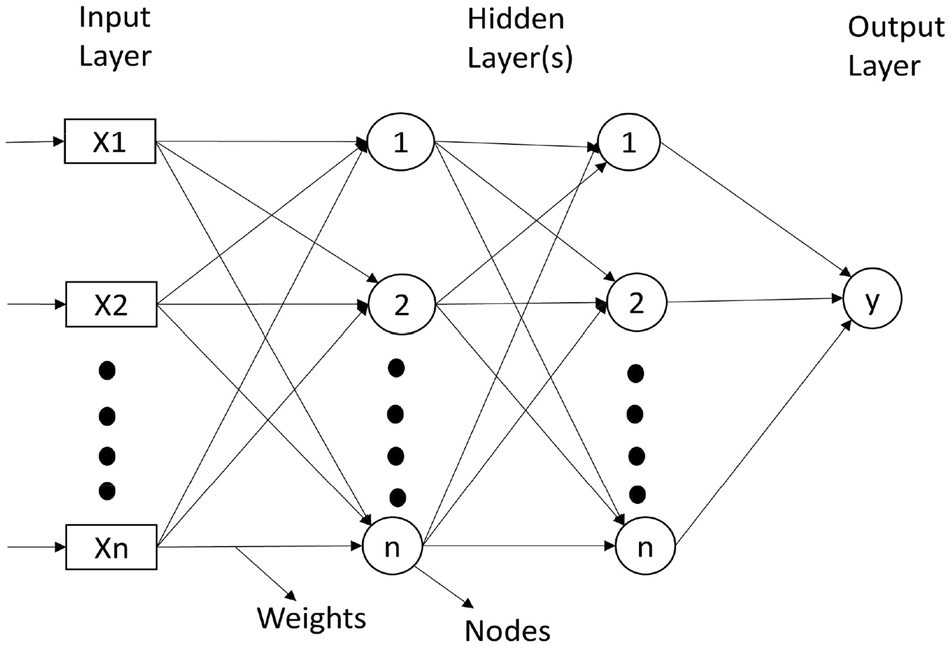 Input
Layer
Hidden
Layer(s)
Output
Layer
X1
1
1
X2
2
2
y
Xn
n
n
Weights
Nodes